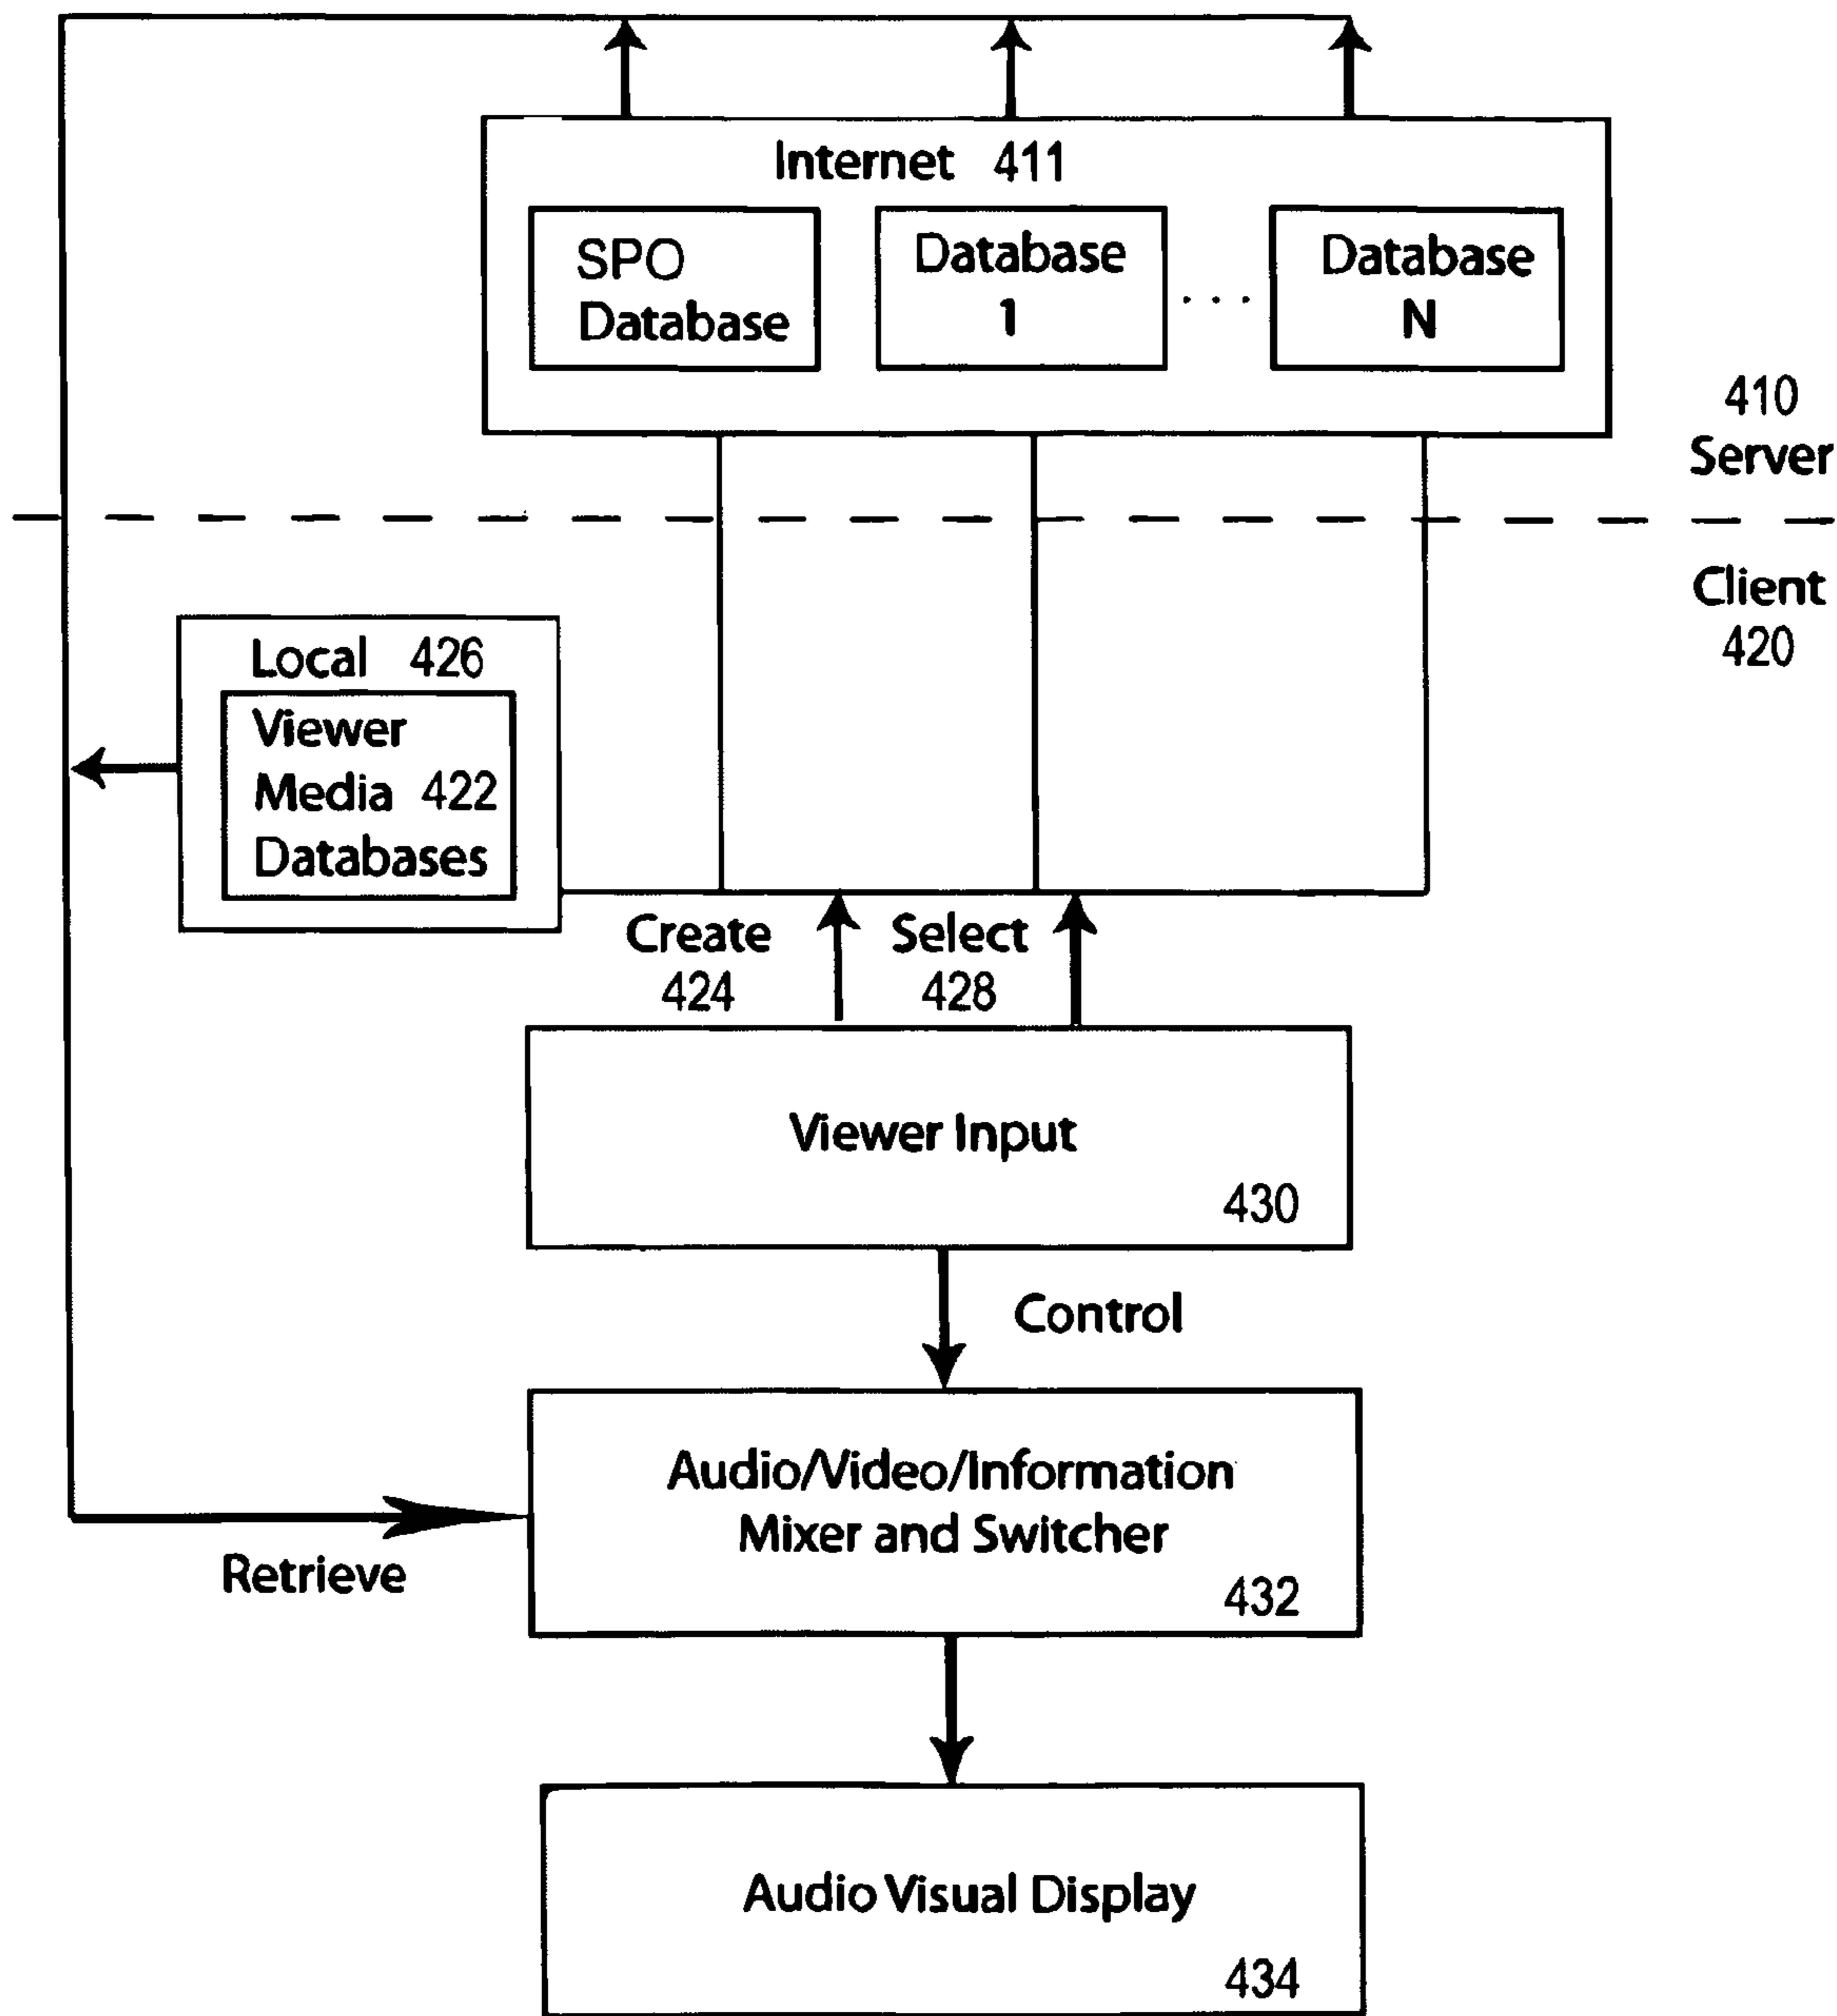 Internet 411
SPO
Database
Database
1
. . . .
Database
N
410
Server
Client
420
Local 426
Viewer
Media 422
Databases
Create
424
Select
428
Viewer Input
430
Control
Audio/Video/Information
Mixer and Switcher
432
Retrieve
Audio Visual Display
434